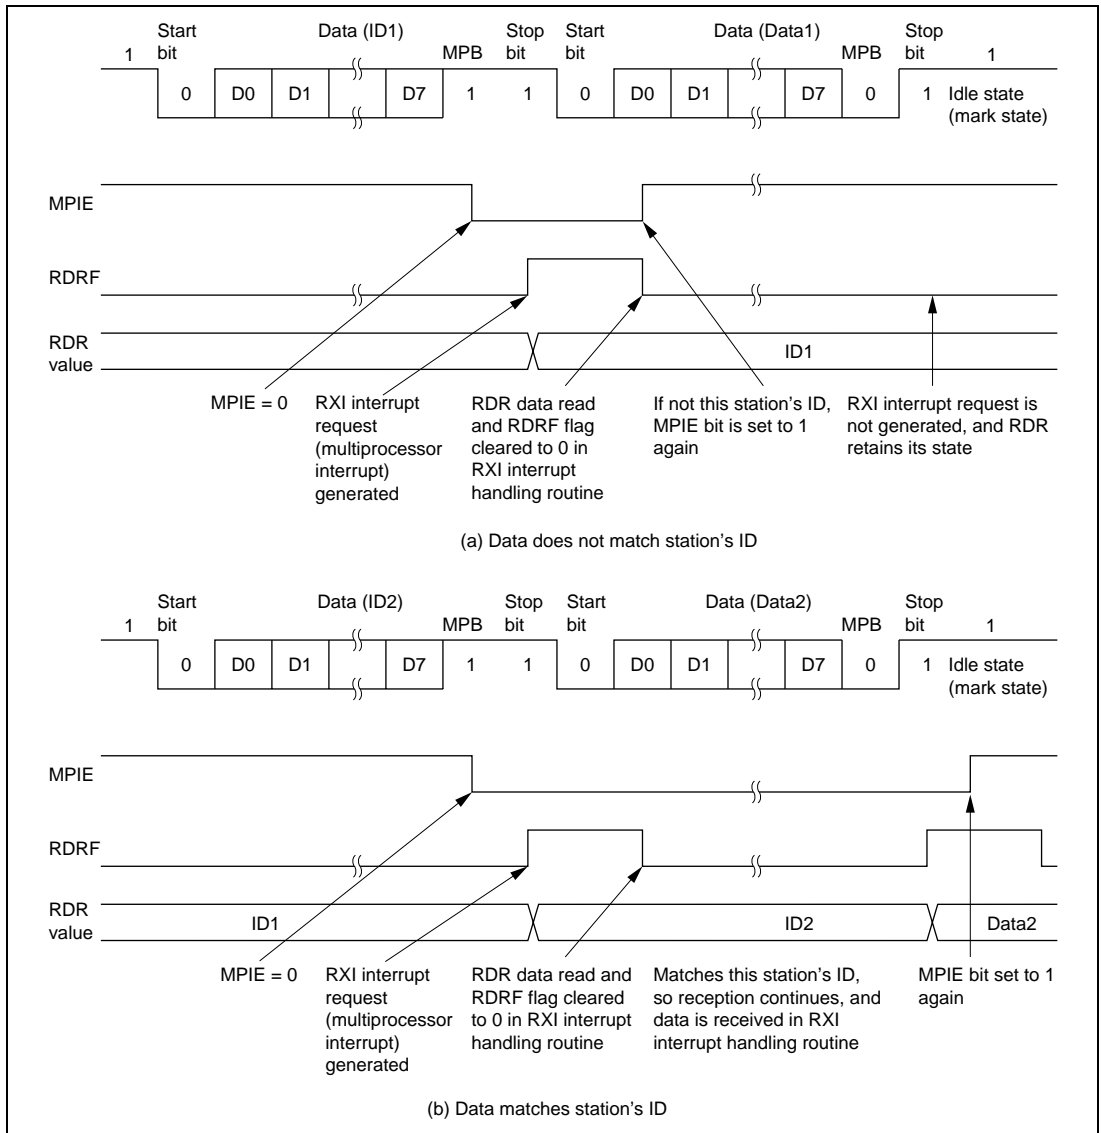 Start Data (ID1) Stop Start Data (Data1) Stop
1 bit MPB bit bit MPB bit 1
0 D0 D1 D7 1 1 0 D0 D1 D7 0 1 Idle state
(mark state)
MPIE
RDRF
RDR
value
ID1
MPIE = 0
RXI interrupt
request
(multiprocessor
interrupt)
generated
RDR data read
and RDRF flag
cleared to 0 in
RXI interrupt
handling routine
If not this station's ID,
MPIE bit is set to 1
again
RXI interrupt request is
not generated, and RDR
retains its state
(a) Data does not match station's ID
Start Data (ID2) Stop Start Data (Data2) Stop
1 bit MPB bit bit MPB bit 1
0 D0 D1 D7 1 1 0 D0 D1 D7 0 1 Idle state
(mark state)
MPIE
RDRF
RDR
value
ID1 ID2 Data2
MPIE = 0
RXI interrupt
request
(multiprocessor
interrupt)
generated
RDR data read and
RDRF flag cleared
to 0 in RXI interrupt
handling routine
Matches this station's ID,
so reception continues, and
data is received in RXI
interrupt handling routine
MPIE bit set to 1
again
(b) Data matches station's ID